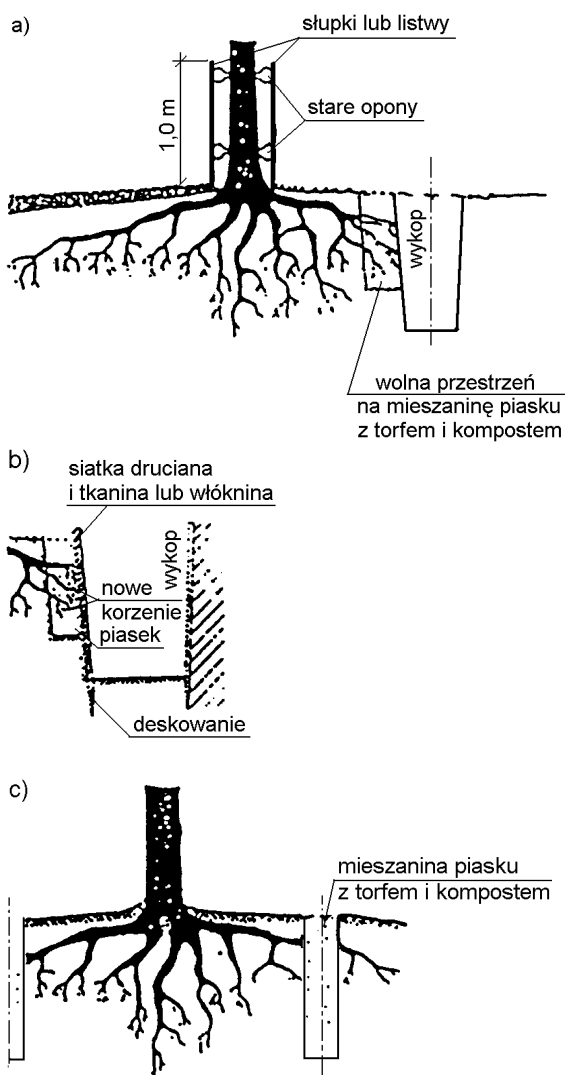 a)
słupki lub listwy
1,0 m
stare opony
wykop
wolna przestrzeń
na mieszaninę piasku
z torfem i kompostem
b)
siatka druciana
i tkanina lub włóknina
wykop
nowe
korzenie
piasek
deskowanie
c)
mieszanina piasku
z torfem i kompostem